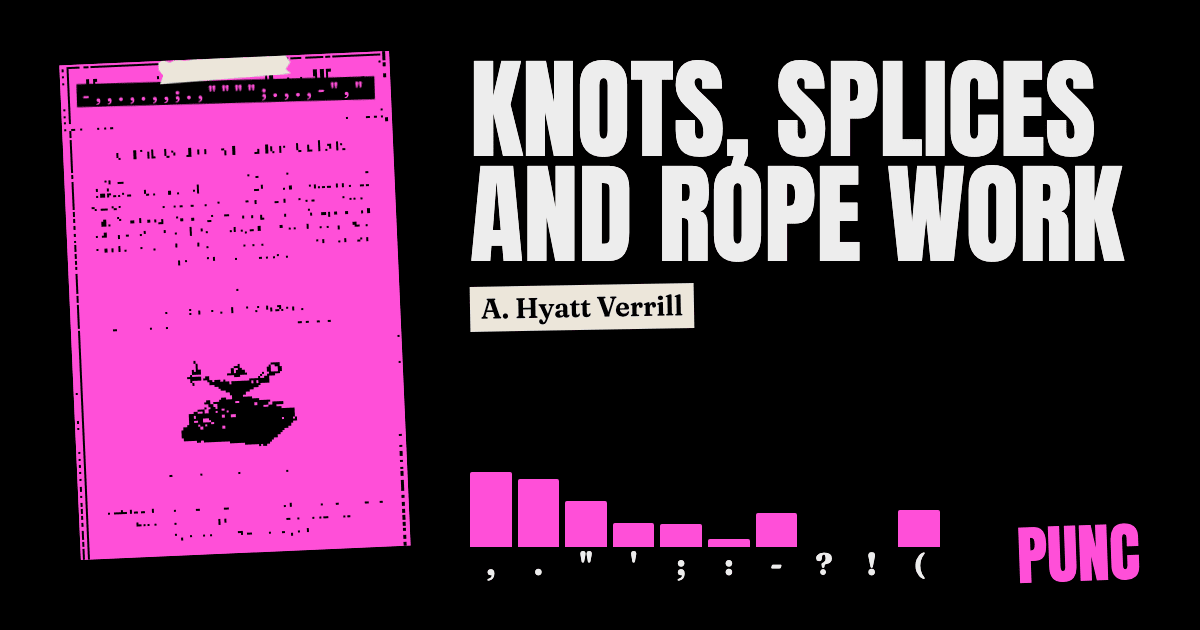 -,,.,.,,;.,"""";.,.,-","
KNOTS, SPLICES
AND ROPE WORK
A. Hyatt Verrill
, . " ' ; : - ? ! (
PUNC